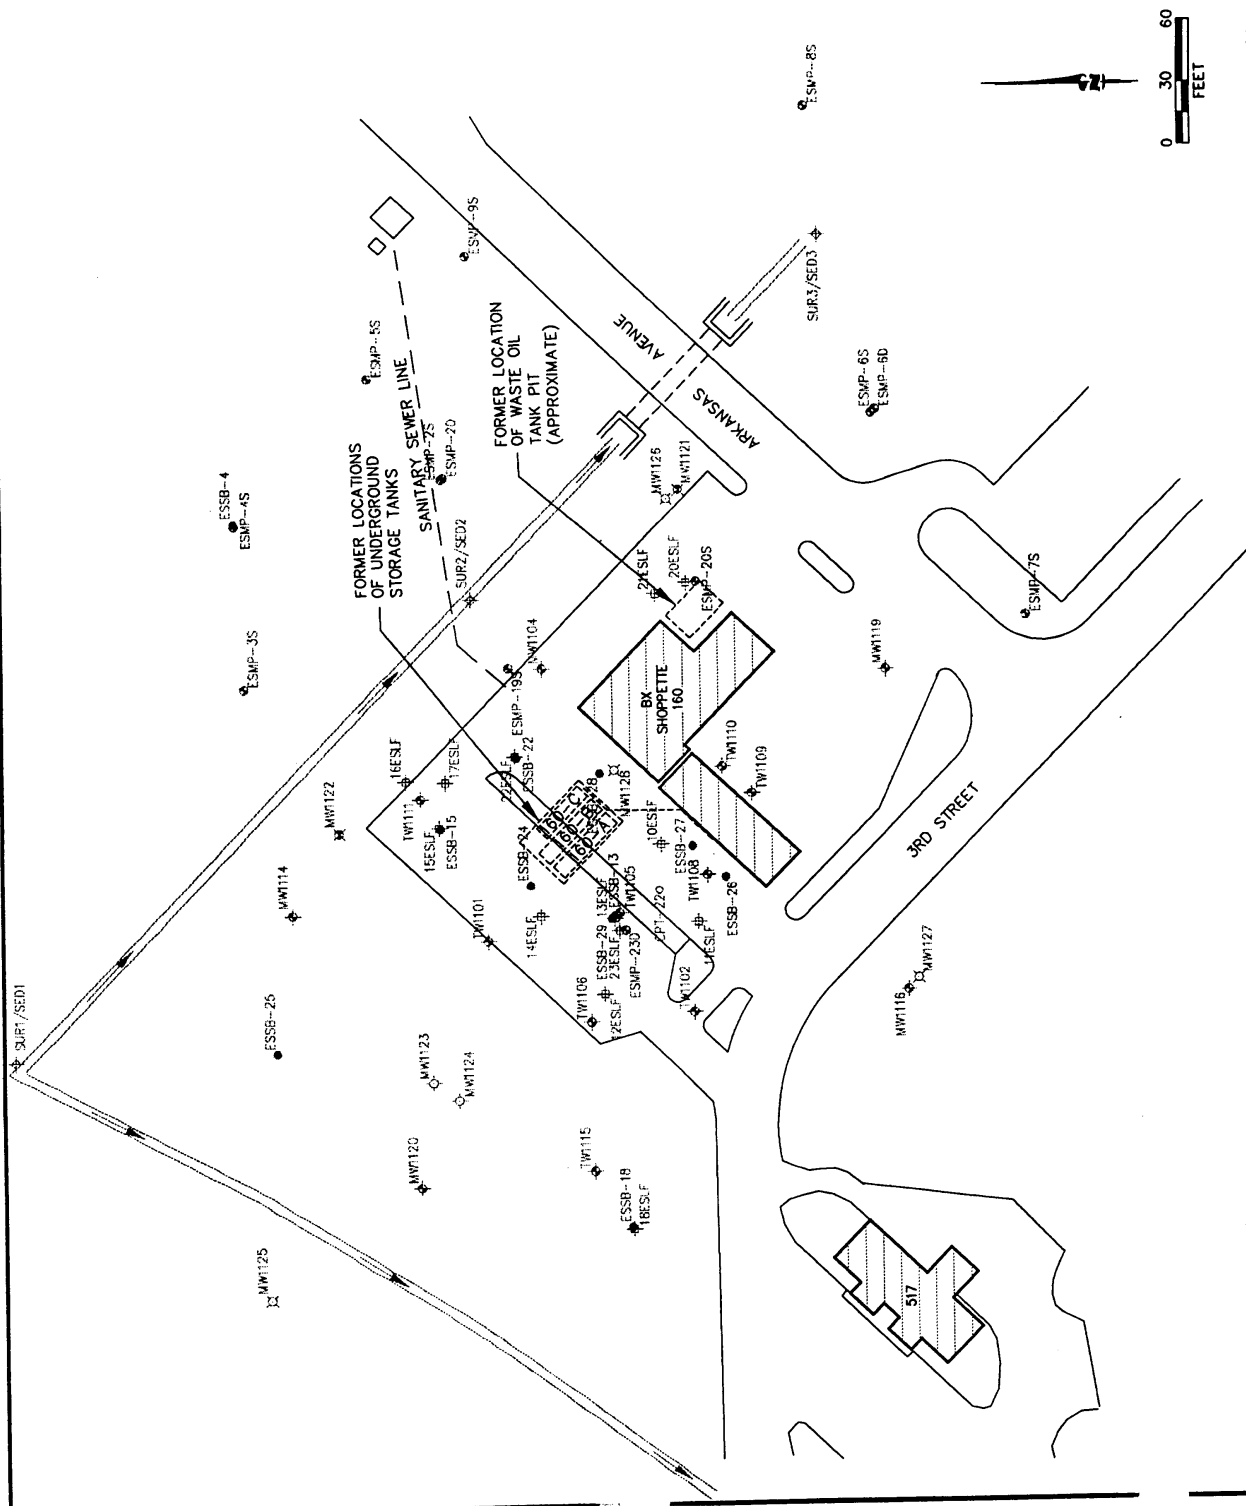 SUR1/SED1
MW1125
ESSB-25
MW1114
MW1122
ESMP-3S
ESSB-4
ESMP-4S
MW1120
MW1123
MW1124
TW1115
ESSB-18
18ESLF
TW1101
TW1106
12ESLF
14ESLF
ESSB-24
TW1111
15ESLF
ESSB-15
16ESLF
17ESLF
22ESLF
ESSB-22
ESMP-19S
MW1104
FORMER LOCATIONS
OF UNDERGROUND
STORAGE TANKS
SANITARY SEWER LINE
ESMP-2S
ESMP-2D
SUR2/SED2
ESMP-5S
ESMP-9S
FORMER LOCATION
OF WASTE OIL
TANK PIT
(APPROXIMATE)
ESSB-29
23ESLF
ESMP-23D
13ESLF
ESSB-13
TW1105
MW1128
10ESLF
ESSB-27
TW1108
ESSB-26
11ESLF
TW1102
TW1110
TW1109
BX
SHOPPETTE
160
21ESLF
20ESLF
ESMP-20S
MW1126
MW1121
ARKANSAS
AVENUE
SUR3/SED3
ESMP-8S
ESMP-6S
ESMP-6D
ESMP-7S
MW1119
3RD STREET
MW1116
MW1127
517
0 30 60
FEET